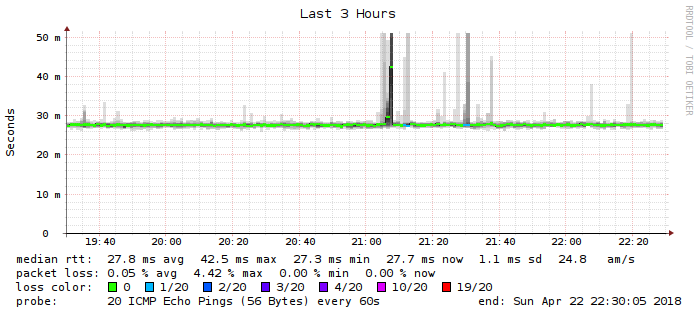 Last 3 Hours
RRDTOOL / TOBI OETIKER
Seconds
50 m
40 m
30 m
20 m
10 m
0
19:40 20:00 20:20 20:40 21:00 21:20 21:40 22:00 22:20
median rtt: 27.8 ms avg 42.5 ms max 27.3 ms min 27.7 ms now 1.1 ms sd 24.8 am/s
packet loss: 0.05 % avg 4.42 % max 0.00 % min 0.00 % now
loss color: 0 1/20 2/20 3/20 4/20 10/20 19/20
probe: 20 ICMP Echo Pings (56 Bytes) every 60s end: Sun Apr 22 22:30:05 2018